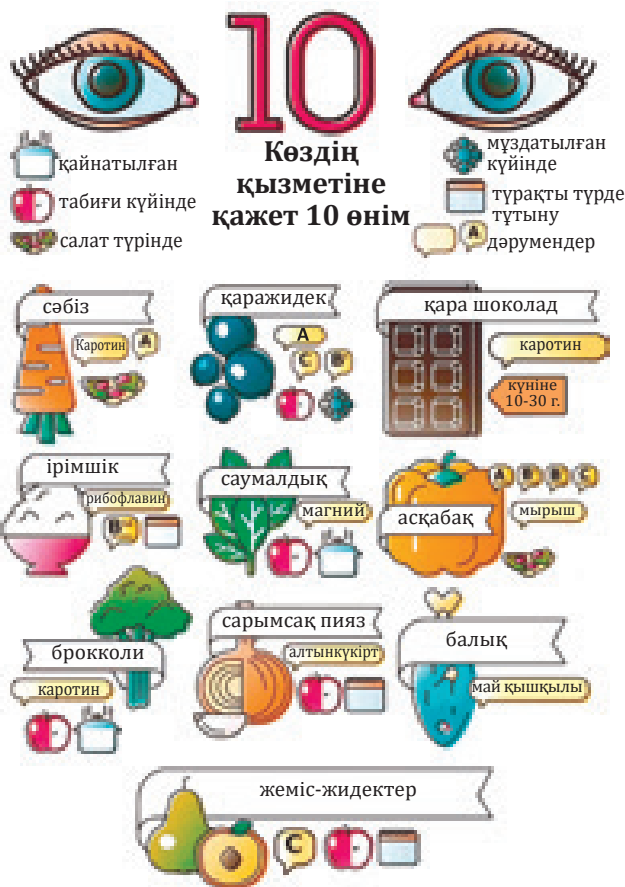 10
Көздің
қызметіне
қажет 10 өнім
қайнатылған
табиғи күйінде
салат түрінде
мұздатылған
күйінде
тұрақты түрде
тұтыну
A
дәрумендер
сәбіз
Каротин A
қаражидек
A
C B
қара шоколад
каротин
күніне
10-30 г.
ірімшік
рибофлавин
B
саумалдық
магний
асқабақ
A B B C
мырыш
брокколи
каротин
сарымсақ пияз
алтынкүкірт
балық
май қышқылы
жеміс-жидектер
C